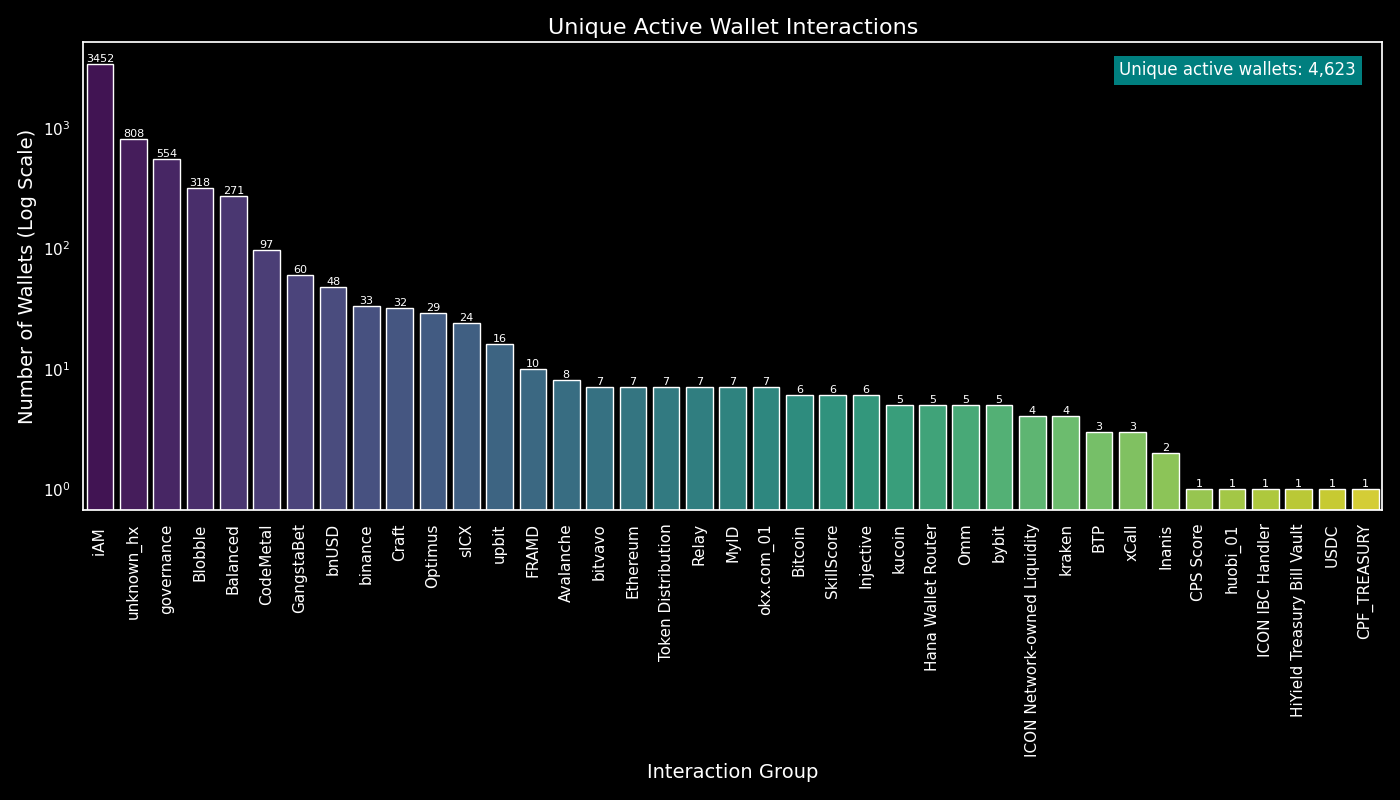 Unique Active Wallet Interactions
Unique active wallets: 4,623
Number of Wallets (Log Scale)
10³
10²
10¹
10⁰
3452
808
554
318
271
97
60
48
33
32
29
24
16
10
8
7
7
7
7
7
7
6
6
6
5
5
5
5
4
4
3
3
2
1
1
1
1
1
1
iAM
unknown_hx
governance
Blobble
Balanced
CodeMetal
GangstaBet
bnUSD
binance
Craft
Optimus
sICX
upbit
FRAMD
Avalanche
bitvavo
Ethereum
Token Distribution
Relay
MyID
okx.com_01
Bitcoin
SkillScore
Injective
kucoin
Hana Wallet Router
Omm
bybit
ICON Network-owned Liquidity
kraken
BTP
xCall
Inanis
CPS Score
huobi_01
ICON IBC Handler
HiYield Treasury Bill Vault
USDC
CPF_TREASURY
Interaction Group